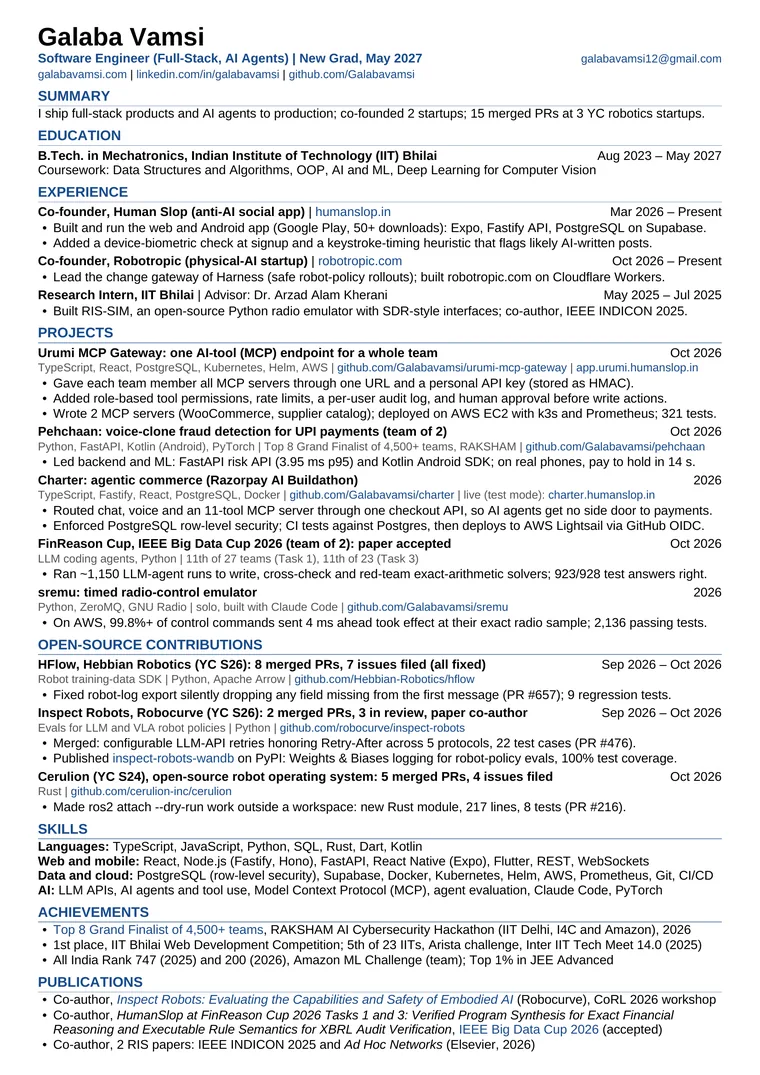 Galaba Vamsi
Software Engineer (Full-Stack, AI Agents) | New Grad, May 2027 galabavamsi12@gmail.com
galabavamsi.com | linkedin.com/in/galabavamsi | github.com/Galabavamsi
SUMMARY
I ship full-stack products and AI agents to production; co-founded 2 startups; 15 merged PRs at 3 YC robotics startups.
EDUCATION
B.Tech. in Mechatronics, Indian Institute of Technology (IIT) Bhilai Aug 2023 – May 2027
Coursework: Data Structures and Algorithms, OOP, AI and ML, Deep Learning for Computer Vision
EXPERIENCE
Co-founder, Human Slop (anti-AI social app) | humanslop.in Mar 2026 – Present
• Built and run the web and Android app (Google Play, 50+ downloads): Expo, Fastify API, PostgreSQL on Supabase.
• Added a device-biometric check at signup and a keystroke-timing heuristic that flags likely AI-written posts.
Co-founder, Robotropic (physical-AI startup) | robotropic.com Oct 2026 – Present
• Lead the change gateway of Harness (safe robot-policy rollouts); built robotropic.com on Cloudflare Workers.
Research Intern, IIT Bhilai | Advisor: Dr. Arzad Alam Kherani May 2025 – Jul 2025
• Built RIS-SIM, an open-source Python radio emulator with SDR-style interfaces; co-author, IEEE INDICON 2025.
PROJECTS
Urumi MCP Gateway: one AI-tool (MCP) endpoint for a whole team Oct 2026
TypeScript, React, PostgreSQL, Kubernetes, Helm, AWS | github.com/Galabavamsi/urumi-mcp-gateway | app.urumi.humanslop.in
• Gave each team member all MCP servers through one URL and a personal API key (stored as HMAC).
• Added role-based tool permissions, rate limits, a per-user audit log, and human approval before write actions.
• Wrote 2 MCP servers (WooCommerce, supplier catalog); deployed on AWS EC2 with k3s and Prometheus; 321 tests.
Pehchaan: voice-clone fraud detection for UPI payments (team of 2) Oct 2026
Python, FastAPI, Kotlin (Android), PyTorch | Top 8 Grand Finalist of 4,500+ teams, RAKSHAM | github.com/Galabavamsi/pehchaan
• Led backend and ML: FastAPI risk API (3.95 ms p95) and Kotlin Android SDK; on real phones, pay to hold in 14 s.
Charter: agentic commerce (Razorpay AI Buildathon) 2026
TypeScript, Fastify, React, PostgreSQL, Docker | github.com/Galabavamsi/charter | live (test mode): charter.humanslop.in
• Routed chat, voice and an 11-tool MCP server through one checkout API, so AI agents get no side door to payments.
• Enforced PostgreSQL row-level security; CI tests against Postgres, then deploys to AWS Lightsail via GitHub OIDC.
FinReason Cup, IEEE Big Data Cup 2026 (team of 2): paper accepted Oct 2026
LLM coding agents, Python | 11th of 27 teams (Task 1), 11th of 23 (Task 3)
• Ran ~1,150 LLM-agent runs to write, cross-check and red-team exact-arithmetic solvers; 923/928 test answers right.
sremu: timed radio-control emulator 2026
Python, ZeroMQ, GNU Radio | solo, built with Claude Code | github.com/Galabavamsi/sremu
• On AWS, 99.8%+ of control commands sent 4 ms ahead took effect at their exact radio sample; 2,136 passing tests.
OPEN-SOURCE CONTRIBUTIONS
HFlow, Hebbian Robotics (YC S26): 8 merged PRs, 7 issues filed (all fixed) Sep 2026 – Oct 2026
Robot training-data SDK | Python, Apache Arrow | github.com/Hebbian-Robotics/hflow
• Fixed robot-log export silently dropping any field missing from the first message (PR #657); 9 regression tests.
Inspect Robots, Robocurve (YC S26): 2 merged PRs, 3 in review, paper co-author Sep 2026 – Oct 2026
Evals for LLM and VLA robot policies | Python | github.com/robocurve/inspect-robots
• Merged: configurable LLM-API retries honoring Retry-After across 5 protocols, 22 test cases (PR #476).
• Published inspect-robots-wandb on PyPI: Weights & Biases logging for robot-policy evals, 100% test coverage.
Cerulion (YC S24), open-source robot operating system: 5 merged PRs, 4 issues filed Oct 2026
Rust | github.com/cerulion-inc/cerulion
• Made ros2 attach --dry-run work outside a workspace: new Rust module, 217 lines, 8 tests (PR #216).
SKILLS
Languages: TypeScript, JavaScript, Python, SQL, Rust, Dart, Kotlin
Web and mobile: React, Node.js (Fastify, Hono), FastAPI, React Native (Expo), Flutter, REST, WebSockets
Data and cloud: PostgreSQL (row-level security), Supabase, Docker, Kubernetes, Helm, AWS, Prometheus, Git, CI/CD
AI: LLM APIs, AI agents and tool use, Model Context Protocol (MCP), agent evaluation, Claude Code, PyTorch
ACHIEVEMENTS
• Top 8 Grand Finalist of 4,500+ teams, RAKSHAM AI Cybersecurity Hackathon (IIT Delhi, I4C and Amazon), 2026
• 1st place, IIT Bhilai Web Development Competition; 5th of 23 IITs, Arista challenge, Inter IIT Tech Meet 14.0 (2025)
• All India Rank 747 (2025) and 200 (2026), Amazon ML Challenge (team); Top 1% in JEE Advanced
PUBLICATIONS
• Co-author, Inspect Robots: Evaluating the Capabilities and Safety of Embodied AI (Robocurve), CoRL 2026 workshop
• Co-author, HumanSlop at FinReason Cup 2026 Tasks 1 and 3: Verified Program Synthesis for Exact Financial
Reasoning and Executable Rule Semantics for XBRL Audit Verification, IEEE Big Data Cup 2026 (accepted)
• Co-author, 2 RIS papers: IEEE INDICON 2025 and Ad Hoc Networks (Elsevier, 2026)